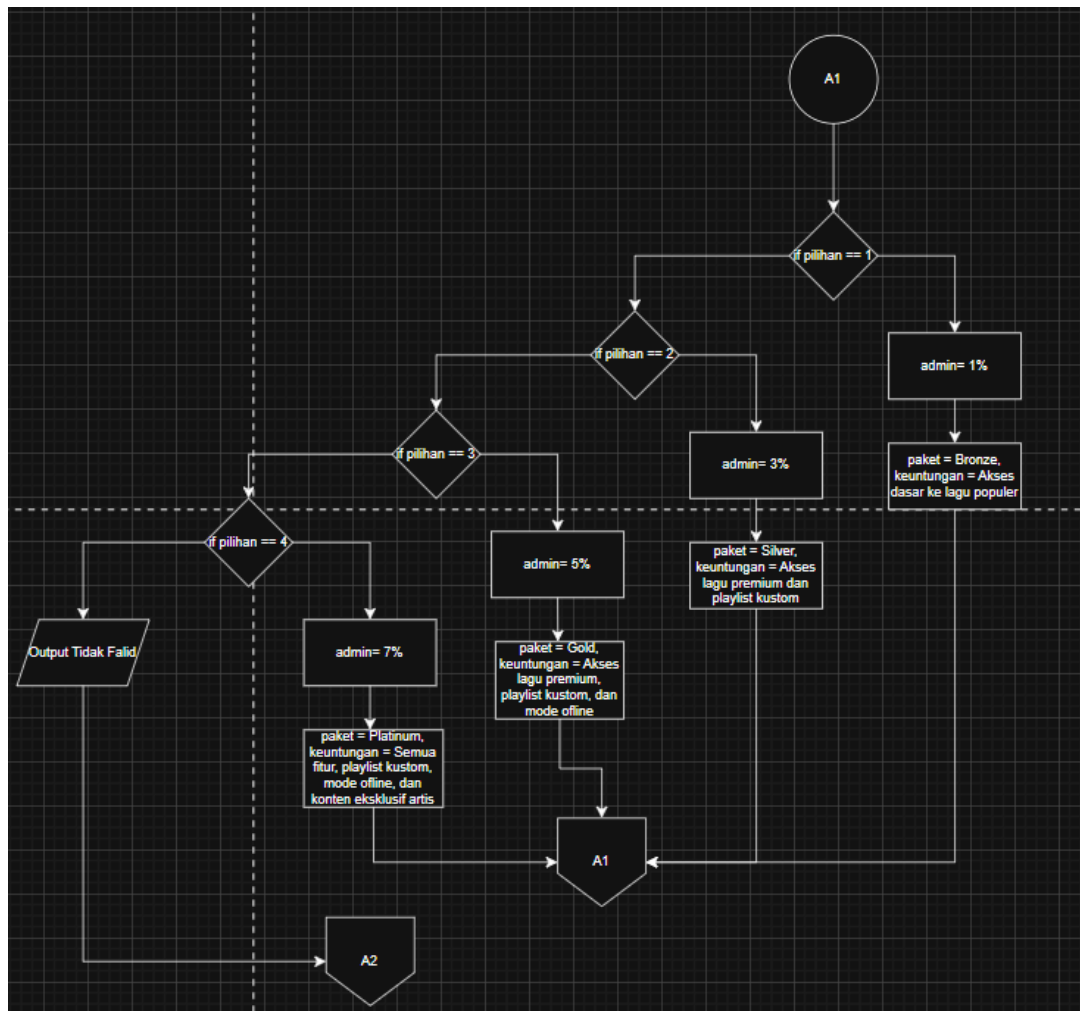 A1
if pilihan == 1
if pilihan == 2
admin= 1%
if pilihan == 3
admin= 3%
paket = Bronze,
keuntungan = Akses
dasar ke lagu populer
if pilihan == 4
admin= 5%
paket = Silver,
keuntungan = Akses
lagu premium dan
playlist kustom
Output Tidak Falid
admin= 7%
paket = Gold,
keuntungan = Akses
lagu premium,
playlist kustom, dan
mode ofline
paket = Platinum,
keuntungan = Semua
fitur, playlist kustom,
mode ofline, dan
konten eksklusif artis
A1
A2